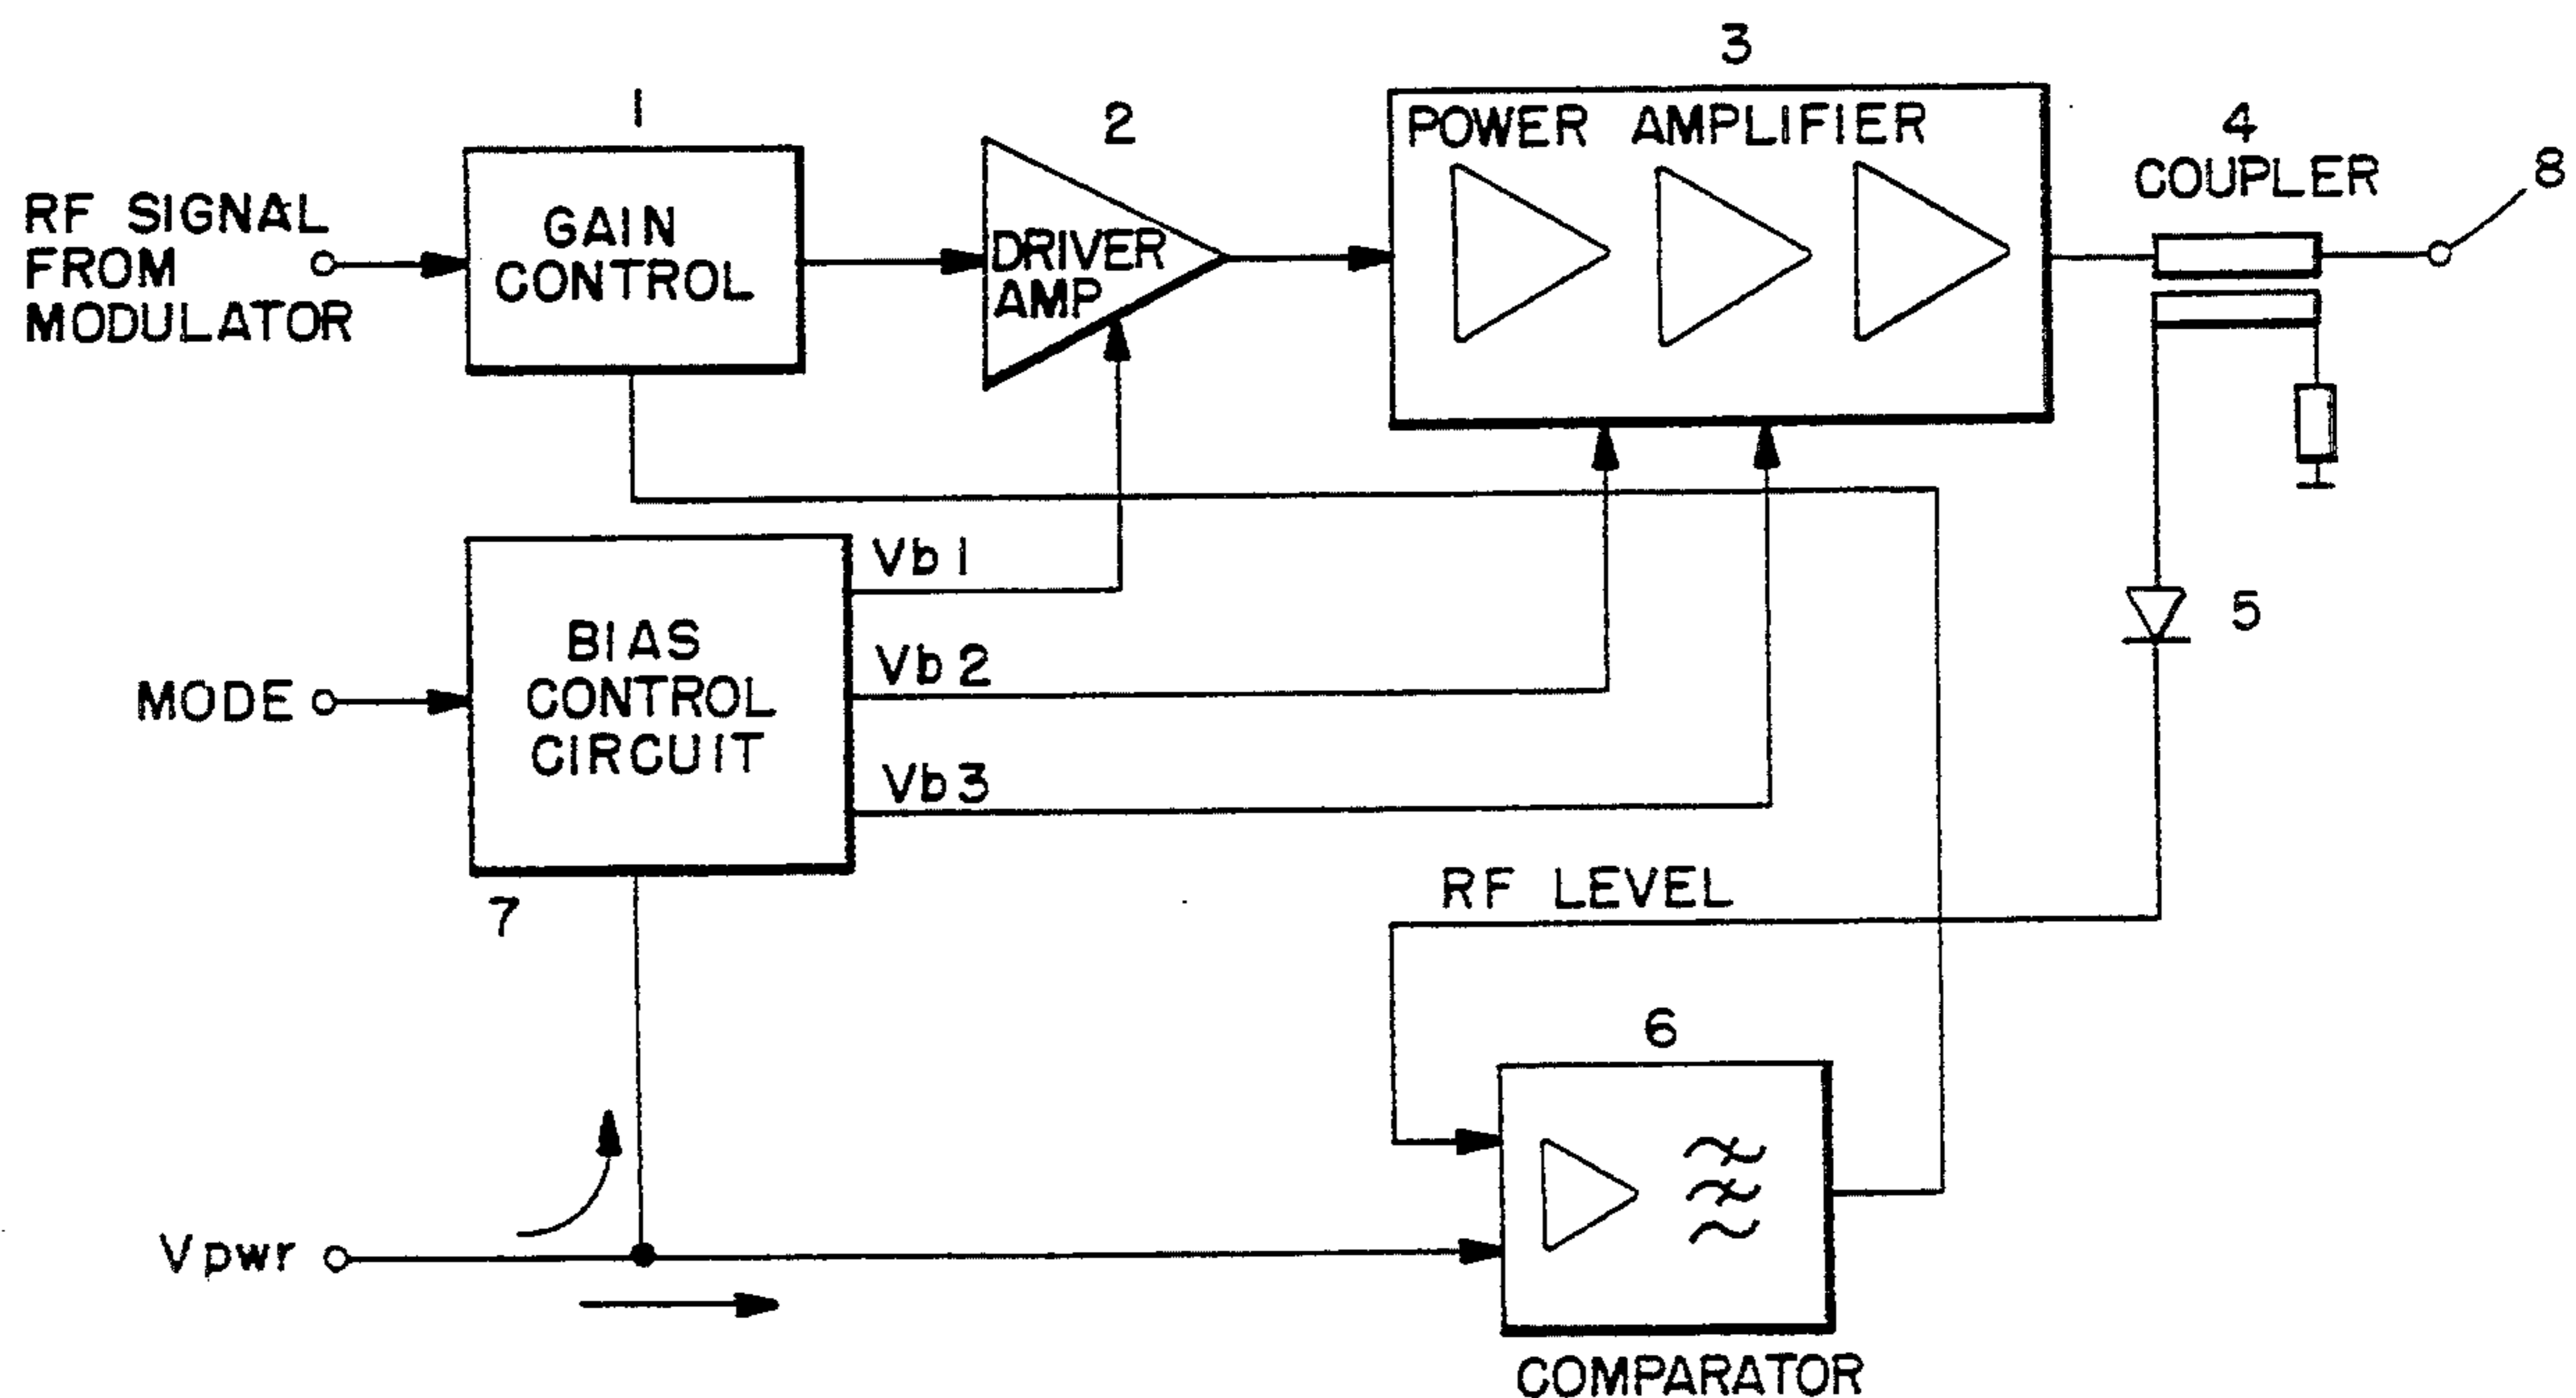 3
1
2
POWER AMPLIFIER
4
COUPLER
8
RF SIGNAL
FROM
MODULATOR
GAIN
CONTROL
DRIVER
AMP
Vb1
Vb2
Vb3
MODE
BIAS
CONTROL
CIRCUIT
5
7
RF LEVEL
6
Vpwr
COMPARATOR